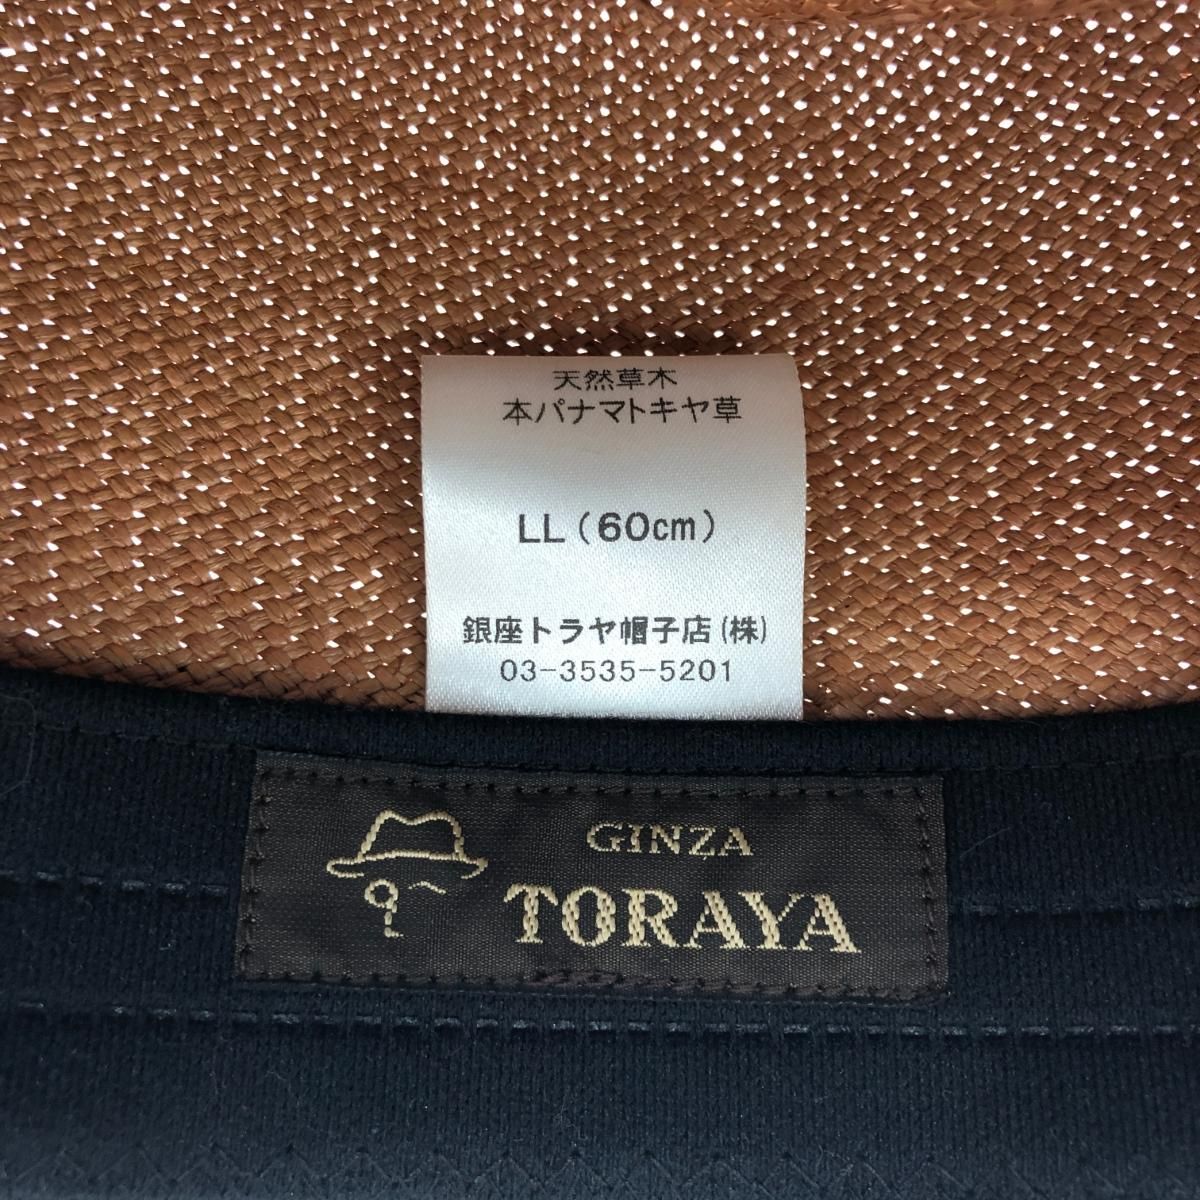 天然草木
本パナマトキヤ草
LL（60cm）
銀座トラヤ帽子店(株)
03-3535-5201
GINZA
TORAYA